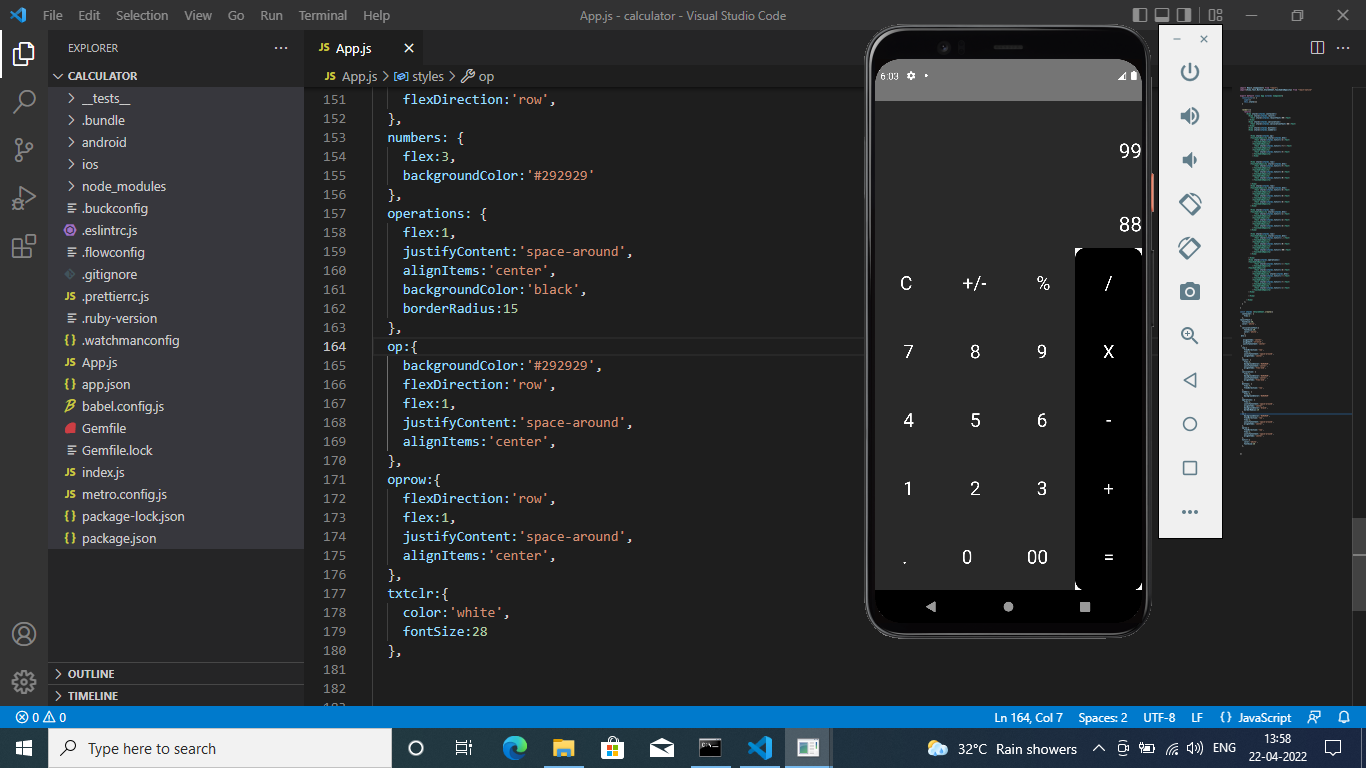 File Edit Selection View Go Run Terminal Help
App.js - calculator - Visual Studio Code
EXPLORER
CALCULATOR
__tests__
.bundle
android
ios
node_modules
.buckconfig
.eslintrc.js
.flowconfig
.gitignore
JS .prettierrc.js
.ruby-version
{} .watchmanconfig
JS App.js
{} app.json
babel.config.js
Gemfile
Gemfile.lock
JS index.js
JS metro.config.js
{} package-lock.json
{} package.json
OUTLINE
TIMELINE
JS App.js
JS App.js > styles > op
151 flexDirection:'row',
152 },
153 numbers: {
154 flex:3,
155 backgroundColor:'#292929'
156 },
157 operations: {
158 flex:1,
159 justifyContent:'space-around',
160 alignItems:'center',
161 backgroundColor:'black',
162 borderRadius:15
163 },
164 op:{
165 backgroundColor:'#292929',
166 flexDirection:'row',
167 flex:1,
168 justifyContent:'space-around',
169 alignItems:'center',
170 },
171 oprow:{
172 flexDirection:'row',
173 flex:1,
174 justifyContent:'space-around',
175 alignItems:'center',
176 },
177 txtclr:{
178 color:'white',
179 fontSize:28
180 },
181
182
6:03
99
88
C +/- % /
7 8 9 X
4 5 6 -
1 2 3 +
. 0 00 =
0 0
Ln 164, Col 7 Spaces: 2 UTF-8 LF {} JavaScript
Type here to search
32°C Rain showers
ENG
13:58
22-04-2022